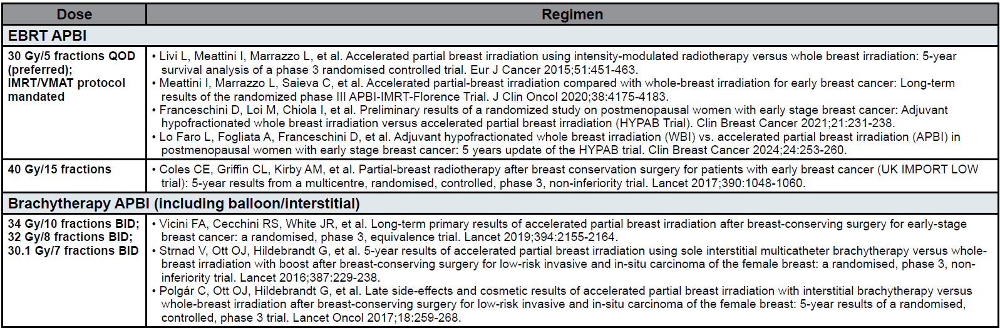 Dose
Regimen
EBRT APBI
30 Gy/5 fractions QOD
(preferred);
IMRT/VMAT protocol
mandated
• Livi L, Meattini I, Marrazzo L, et al. Accelerated partial breast irradiation using intensity-modulated radiotherapy versus whole breast irradiation: 5-year
survival analysis of a phase 3 randomised controlled trial. Eur J Cancer 2015;51:451-463.
• Meattini I, Marrazzo L, Saieva C, et al. Accelerated partial-breast irradiation compared with whole-breast irradiation for early breast cancer: Long-term
results of the randomized phase III APBI-IMRT-Florence Trial. J Clin Oncol 2020;38:4175-4183.
• Franceschini D, Loi M, Chiola I, et al. Preliminary results of a randomized study on postmenopausal women with early stage breast cancer: Adjuvant
hypofractionated whole breast irradiation versus accelerated partial breast irradiation (HYPAB Trial). Clin Breast Cancer 2021;21:231-238.
• Lo Faro L, Fogliata A, Franceschini D, et al. Adjuvant hypofractionated whole breast irradiation (WBI) vs. accelerated partial breast irradiation (APBI) in
postmenopausal women with early stage breast cancer: 5 years update of the HYPAB trial. Clin Breast Cancer 2024;24:253-260.
40 Gy/15 fractions
• Coles CE, Griffin CL, Kirby AM, et al. Partial-breast radiotherapy after breast conservation surgery for patients with early breast cancer (UK IMPORT LOW
trial): 5-year results from a multicentre, randomised, controlled, phase 3, non-inferiority trial. Lancet 2017;390:1048-1060.
Brachytherapy APBI (including balloon/interstitial)
34 Gy/10 fractions BID;
32 Gy/8 fractions BID;
30.1 Gy/7 fractions BID
• Vicini FA, Cecchini RS, White JR, et al. Long-term primary results of accelerated partial breast irradiation after breast-conserving surgery for early-stage
breast cancer: a randomised, phase 3, equivalence trial. Lancet 2019;394:2155-2164.
• Strnad V, Ott OJ, Hildebrandt G, et al. 5-year results of accelerated partial breast irradiation using sole interstitial multicatheter brachytherapy versus whole-
breast irradiation with boost after breast-conserving surgery for low-risk invasive and in-situ carcinoma of the female breast: a randomised, phase 3, non-
inferiority trial. Lancet 2016;387:229-238.
• Polgár C, Ott OJ, Hildebrandt G, et al. Late side-effects and cosmetic results of accelerated partial breast irradiation with interstitial brachytherapy versus
whole-breast irradiation after breast-conserving surgery for low-risk invasive and in-situ carcinoma of the female breast: 5-year results of a randomised,
controlled, phase 3 trial. Lancet Oncol 2017;18:259-268.